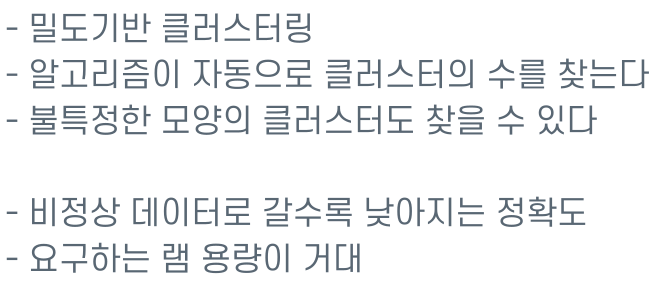 - 밀도기반 클러스터링
- 알고리즘이 자동으로 클러스터의 수를 찾는다
- 불특정한 모양의 클러스터도 찾을 수 있다
- 비정상 데이터로 갈수록 낮아지는 정확도
- 요구하는 램 용량이 거대